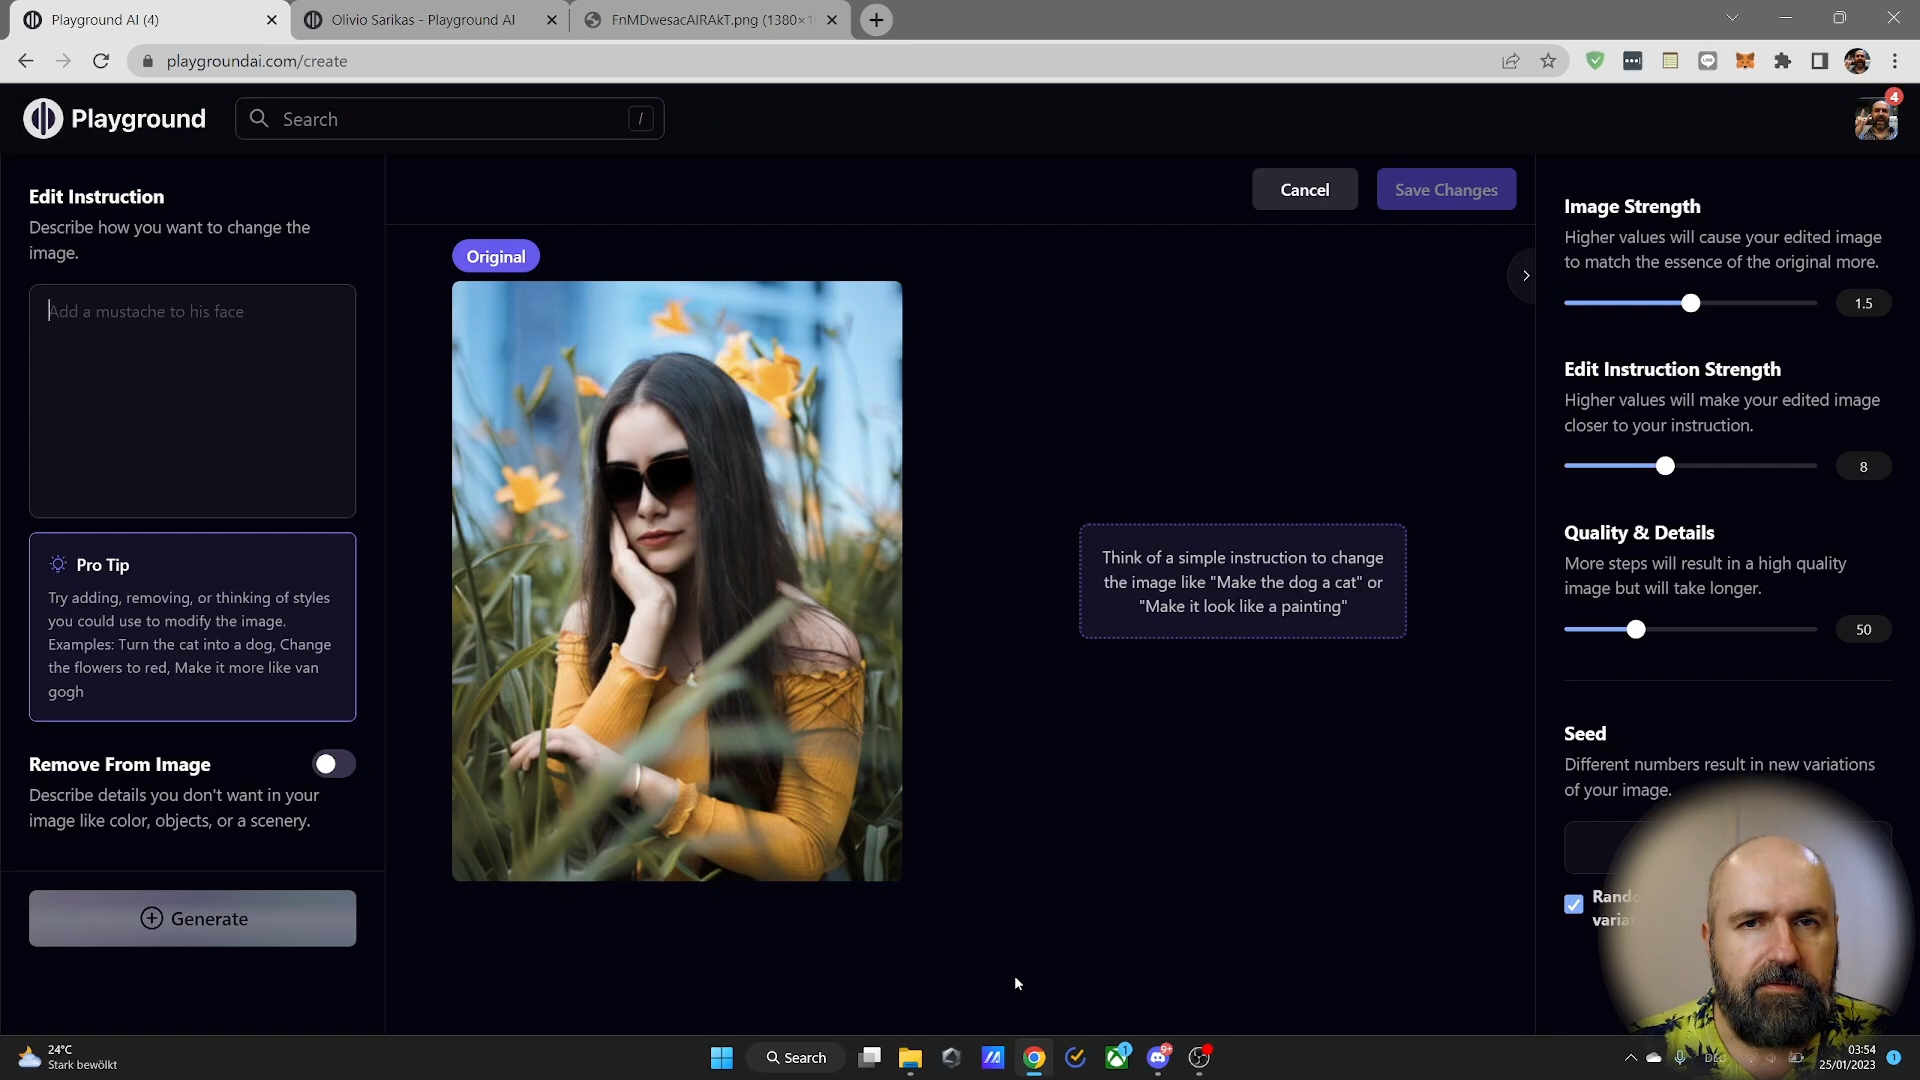 Playground AI (4)
Olivio Sarikas - Playground AI
FnMDwesacAIRAkT.png (1380×1
playgroundai.com/create
Playground
Search
/
4
Edit Instruction
Describe how you want to change the
image.
Add a mustache to his face
Pro Tip
Try adding, removing, or thinking of styles
you could use to modify the image.
Examples: Turn the cat into a dog, Change
the flowers to red, Make it more like van
gogh
Remove From Image
Describe details you don't want in your
image like color, objects, or a scenery.
Generate
Cancel
Save Changes
Original
Think of a simple instruction to change
the image like "Make the dog a cat" or
"Make it look like a painting"
Image Strength
Higher values will cause your edited image
to match the essence of the original more.
1.5
Edit Instruction Strength
Higher values will make your edited image
closer to your instruction.
8
Quality & Details
More steps will result in a high quality
image but will take longer.
50
Seed
Different numbers result in new variations
of your image.
24°C
Stark bewölkt
Search
1
9+
DEU
03:54
25/01/2023
1